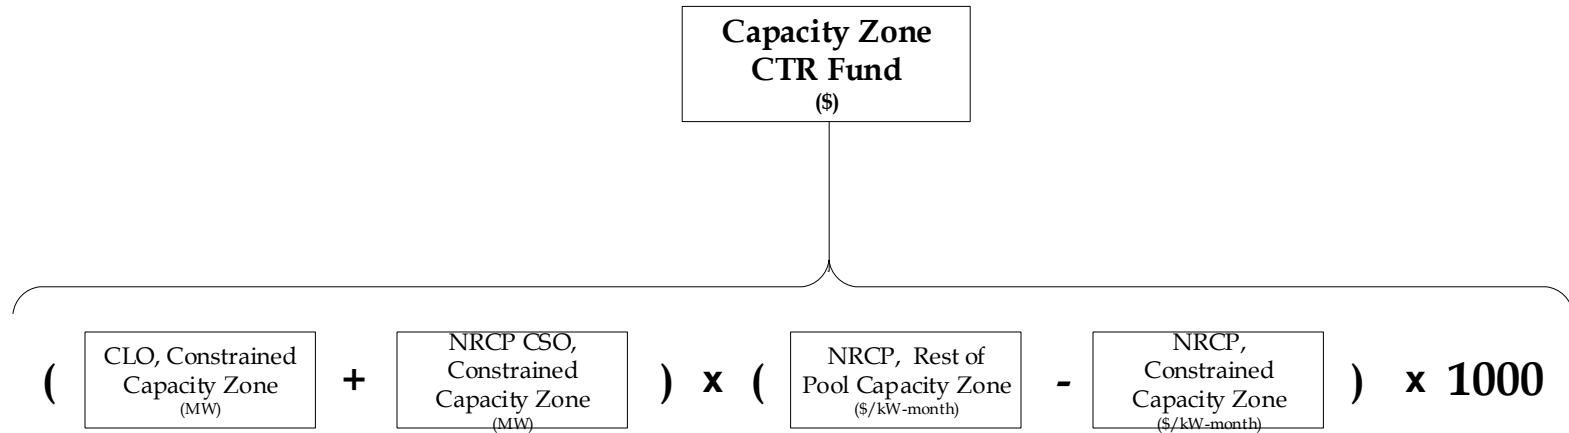 Capacity Zone
CTR Fund
($)
(
CLO, Constrained
Capacity Zone
(MW)
+
NRCP CSO,
Constrained
Capacity Zone
(MW)
)
x
(
NRCP, Rest of
Pool Capacity Zone
($/kW-month)
-
NRCP,
Constrained
Capacity Zone
($/kW-month)
)
x 1000